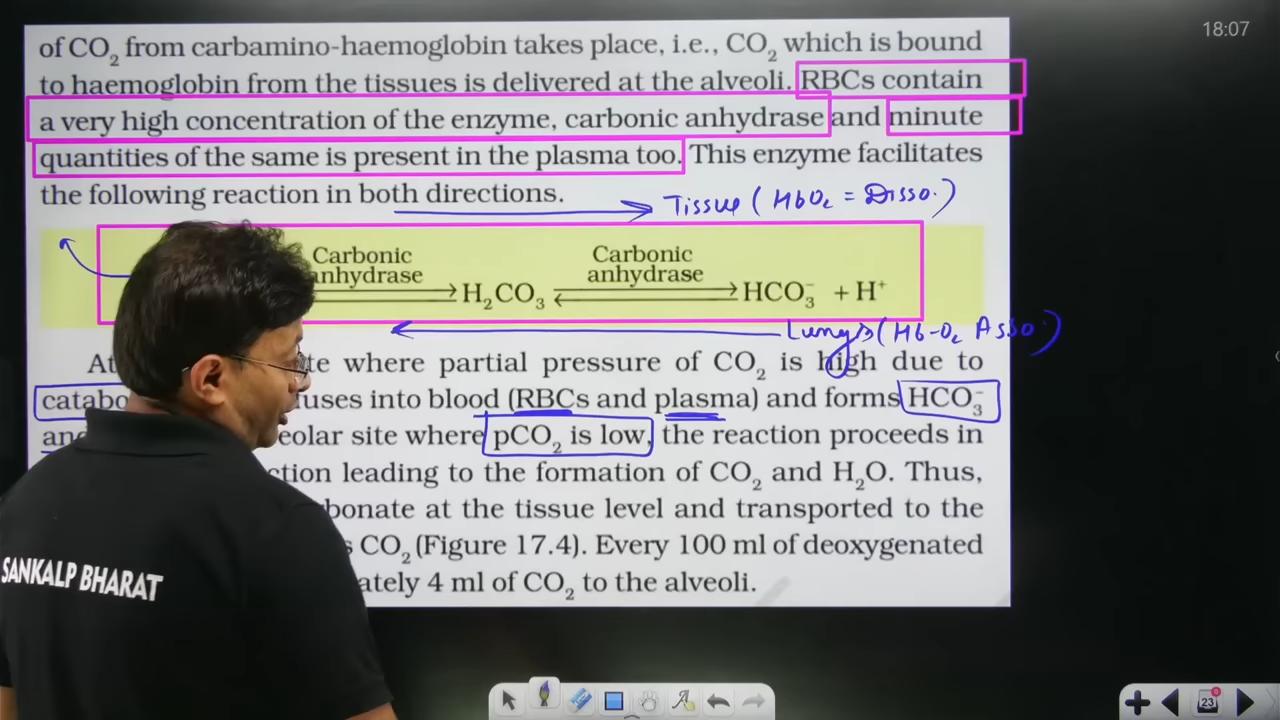 18:07
of CO₂ from carbamino-haemoglobin takes place, i.e., CO₂ which is bound
to haemoglobin from the tissues is delivered at the alveoli. RBCs contain
a very high concentration of the enzyme, carbonic anhydrase and minute
quantities of the same is present in the plasma too. This enzyme facilitates
the following reaction in both directions.
Tissue (HbO₂ = Disso.)
Carbonic anhydrase Carbonic anhydrase
H₂CO₃ HCO₃⁻ + H⁺
Lungs (Hb-O₂ Asso.)
At te where partial pressure of CO₂ is high due to
catabo uses into blood (RBCs and plasma) and forms HCO₃⁻
and eolar site where pCO₂ is low, the reaction proceeds in
ction leading to the formation of CO₂ and H₂O. Thus,
bonate at the tissue level and transported to the
s CO₂ (Figure 17.4). Every 100 ml of deoxygenated
ately 4 ml of CO₂ to the alveoli.
SANKALP BHARAT
23